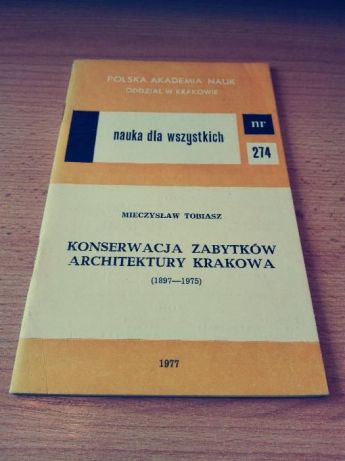 POLSKA AKADEMIA NAUK
ODDZIAŁ W KRAKOWIE
nauka dla wszystkich
nr
274
MIECZYSŁAW TOBIASZ
KONSERWACJA ZABYTKÓW
ARCHITEKTURY KRAKOWA
(1897—1975)
1977